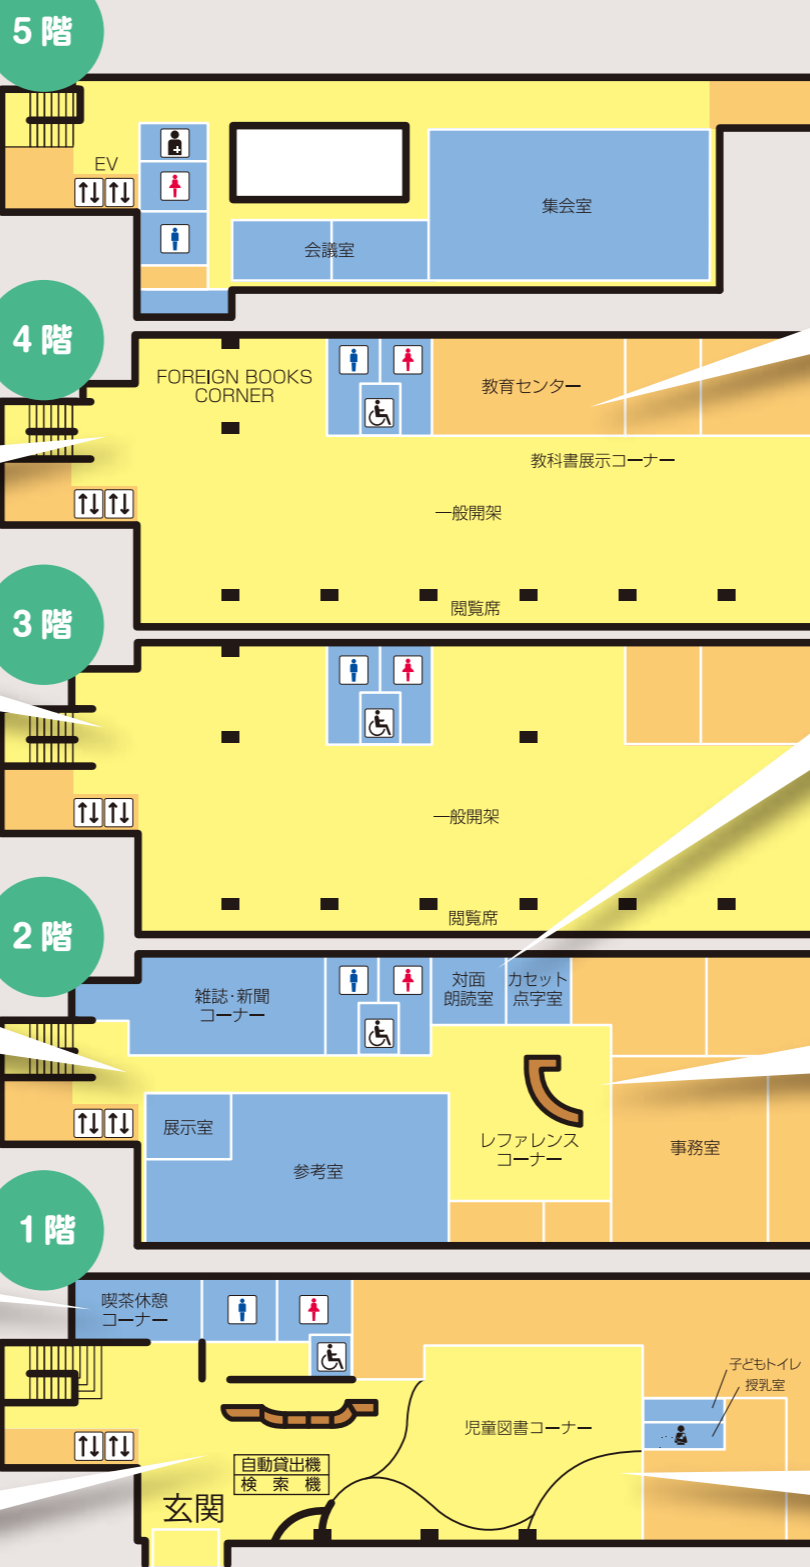 5階
EV
集会室
会議室
4階
FOREIGN BOOKS
CORNER
教育センター
教科書展示コーナー
一般開架
閲覧席
3階
一般開架
閲覧席
2階
雑誌・新聞
コーナー
対面
朗読室
カセット
点字室
展示室
参考室
レファレンス
コーナー
事務室
1階
喫茶休憩
コーナー
子どもトイレ
授乳室
児童図書コーナー
自動貸出機
検索機
玄関